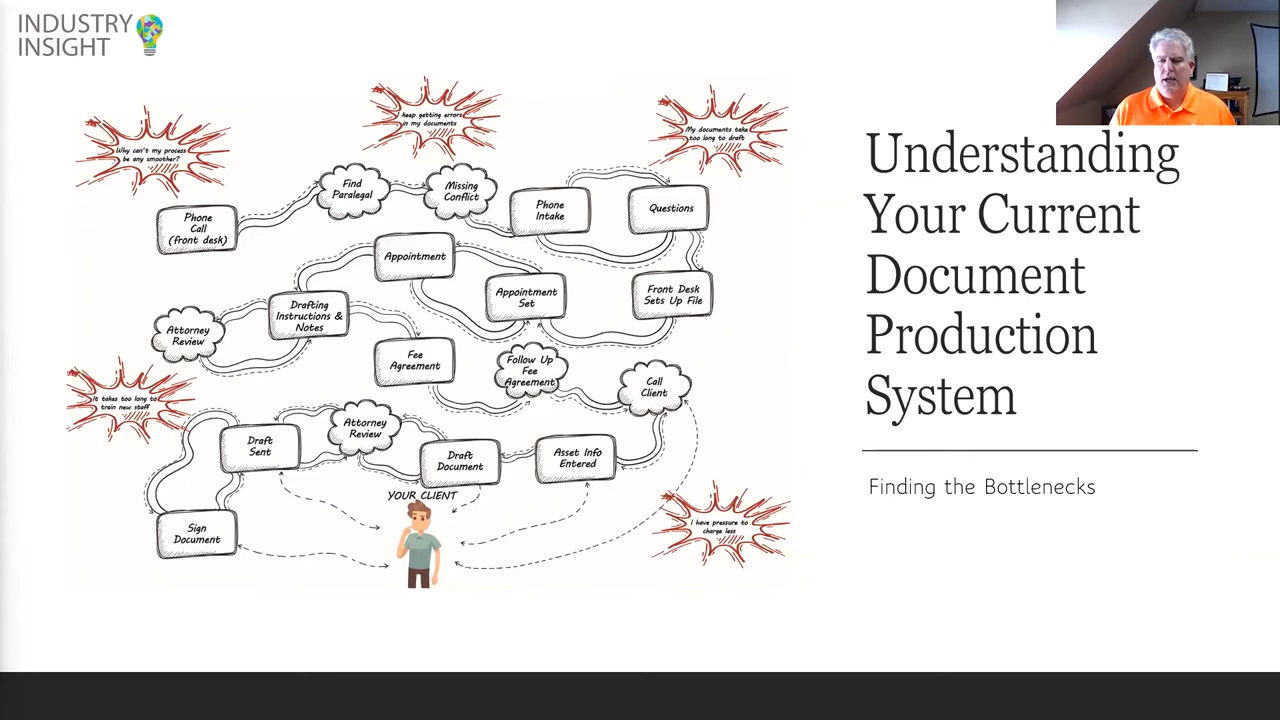 INDUSTRY
INSIGHT
Why can't my process
be any smoother?
I keep getting errors
in my documents
My documents take
too long to draft
Phone
Call
(front desk)
Find
Paralegal
Missing
Conflict
Phone
Intake
Questions
Appointment
Appointment
Set
Front Desk
Sets Up File
Drafting
Instructions &
Notes
Attorney
Review
Fee
Agreement
Follow Up
Fee
Agreement
Call
Client
It takes too long to
train new staff
Draft
Sent
Attorney
Review
Draft
Document
Asset Info
Entered
YOUR CLIENT
Sign
Document
I have pressure to
charge less
Understanding
Your Current
Document
Production
System
Finding the Bottlenecks